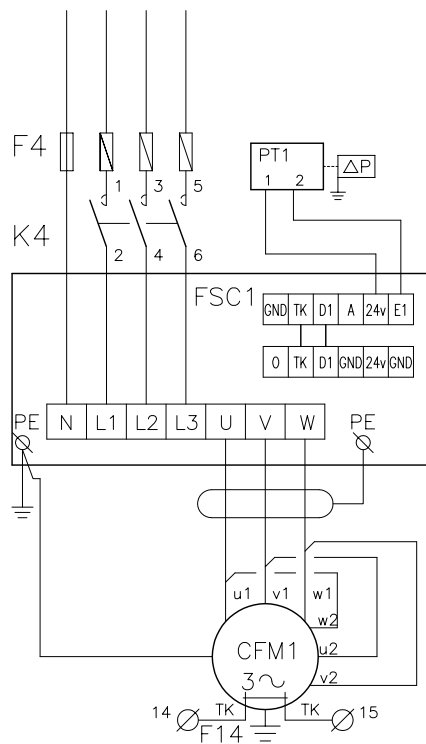 F4
PT1
1 2
△P
1 3 5
K4
2 4 6
FSC1
GND TK D1 A 24v E1
0 TK D1 GND 24v GND
PE
PE
N L1 L2 L3 U V W
u1 v1 w1
w2
CFM1
u2
3~
v2
14 TK TK 15
F14